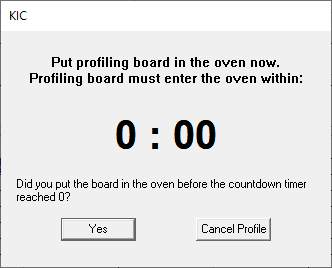 KIC
Put profiling board in the oven now.
Profiling board must enter the oven within:
0 : 00
Did you put the board in the oven before the countdown timer
reached 0?
Yes
Cancel Profile